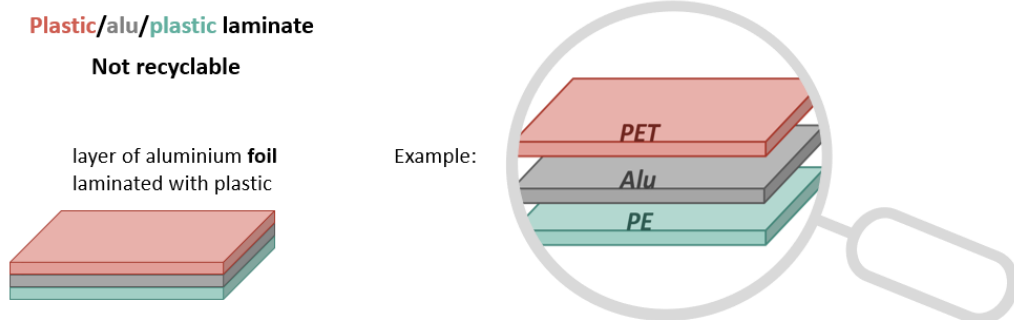 Plastic/alu/plastic laminate
Not recyclable
layer of aluminium foil
laminated with plastic
Example:
PET
Alu
PE